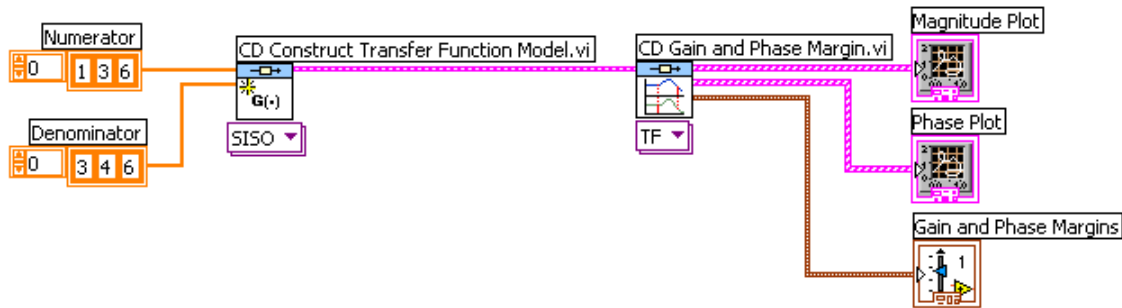 Magnitude Plot
Numerator
0 1 3 6
CD Construct Transfer Function Model.vi
G(•)
SISO
CD Gain and Phase Margin.vi
TF
Denominator
0 3 4 6
Phase Plot
Gain and Phase Margins
1